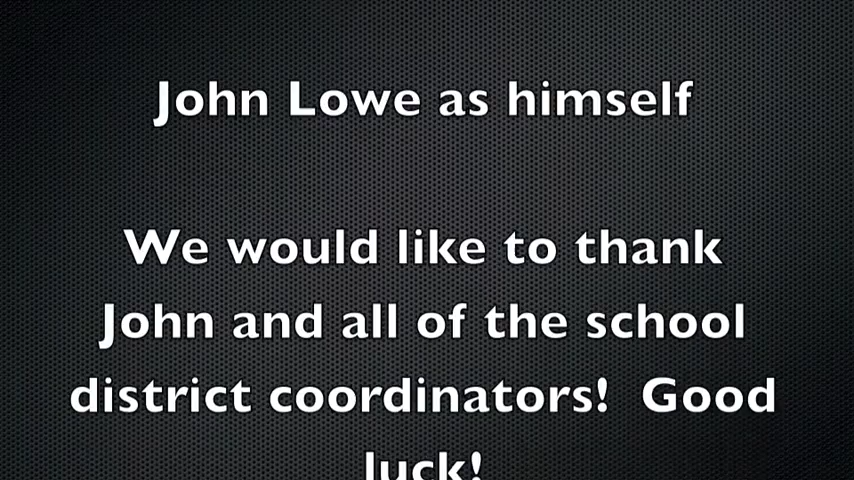 John Lowe as himself
We would like to thank
John and all of the school
district coordinators!  Good
luck!